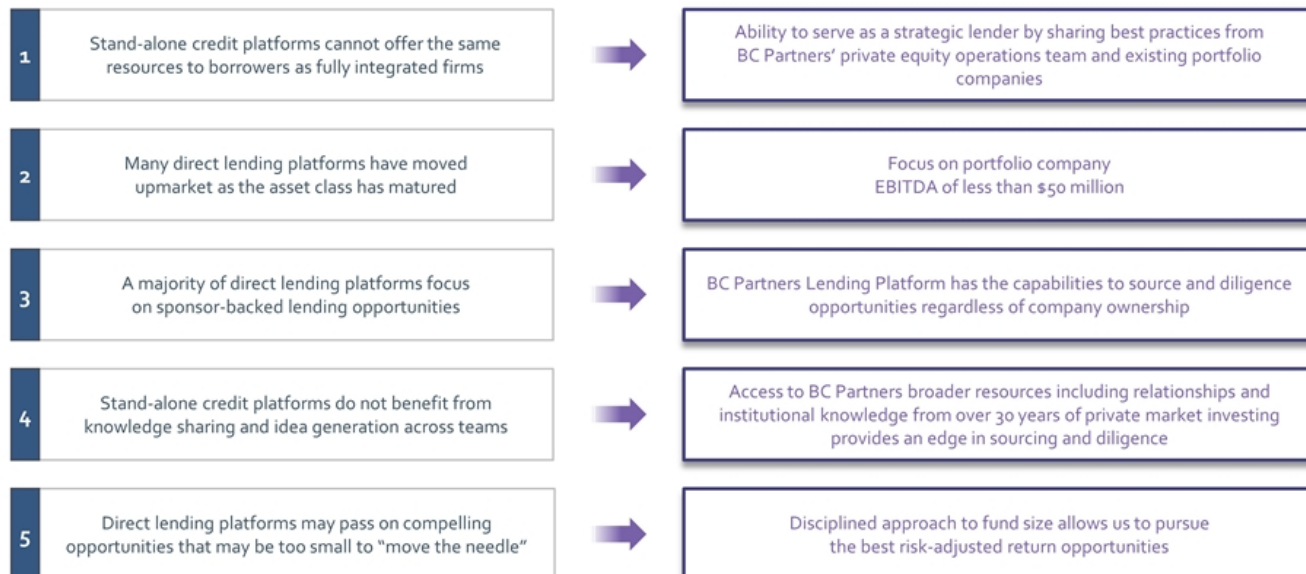 1
Stand-alone credit platforms cannot offer the same
resources to borrowers as fully integrated firms
Ability to serve as a strategic lender by sharing best practices from
BC Partners' private equity operations team and existing portfolio
companies
2
Many direct lending platforms have moved
upmarket as the asset class has matured
Focus on portfolio company
EBITDA of less than $50 million
3
A majority of direct lending platforms focus
on sponsor-backed lending opportunities
BC Partners Lending Platform has the capabilities to source and diligence
opportunities regardless of company ownership
4
Stand-alone credit platforms do not benefit from
knowledge sharing and idea generation across teams
Access to BC Partners broader resources including relationships and
institutional knowledge from over 30 years of private market investing
provides an edge in sourcing and diligence
5
Direct lending platforms may pass on compelling
opportunities that may be too small to “move the needle”
Disciplined approach to fund size allows us to pursue
the best risk-adjusted return opportunities